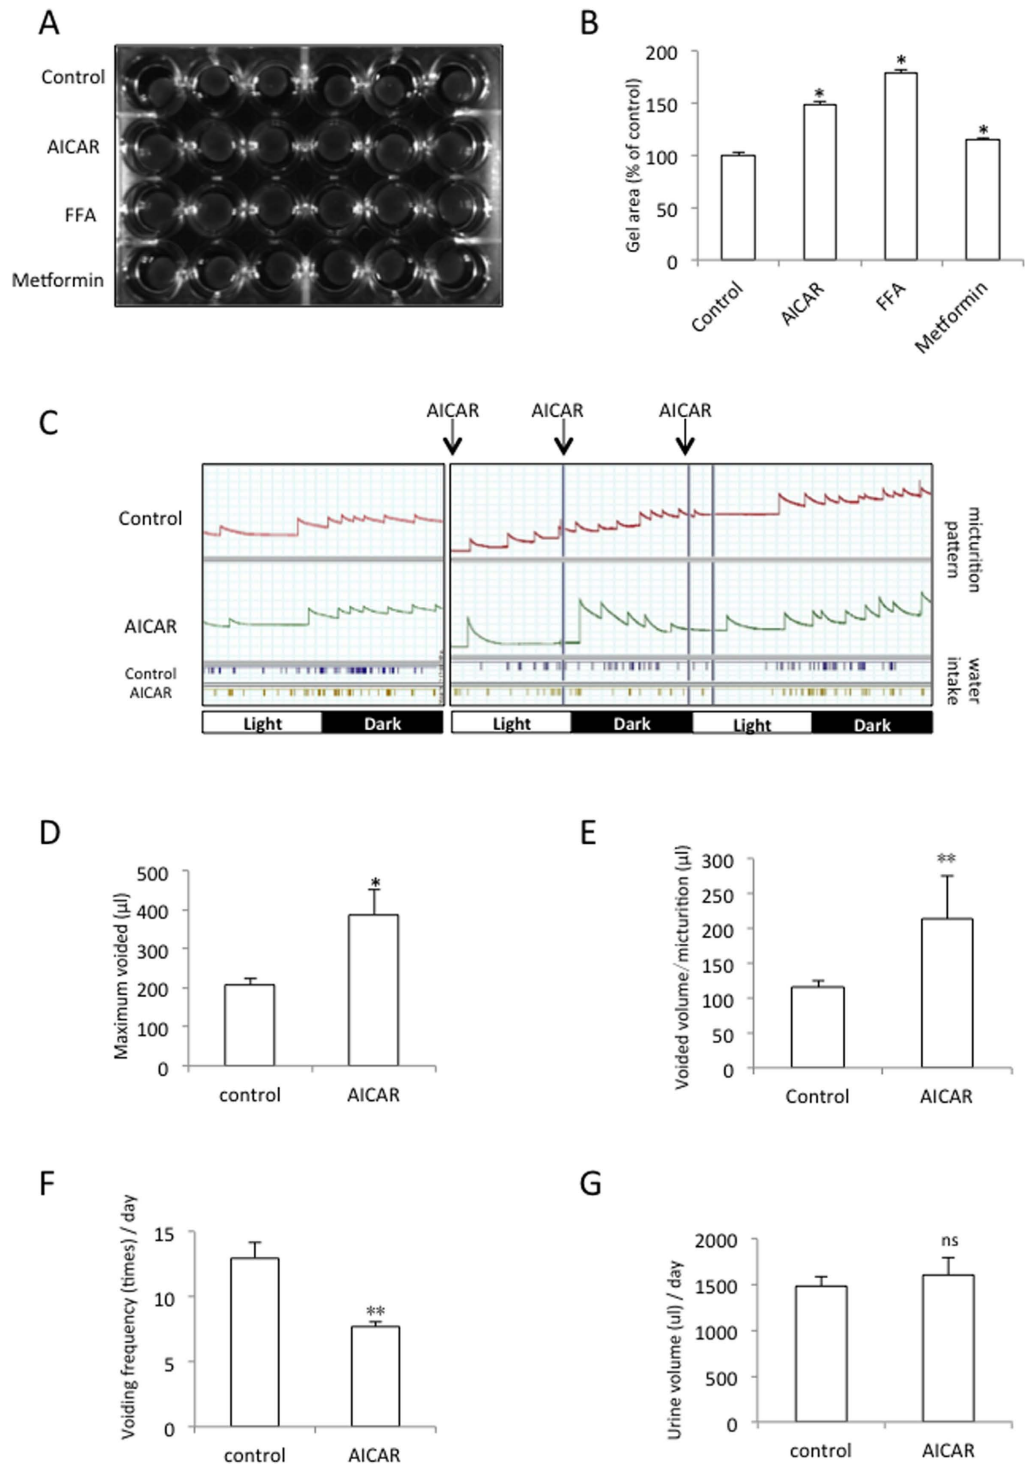 A
Control
AICAR
FFA
Metformin
B
Gel area (% of control)
200
150
100
50
0
*
*
*
Control
AICAR
FFA
Metformin
C
AICAR
AICAR
AICAR
Control
AICAR
Control
AICAR
micturition
pattern
water
intake
Light
Dark
Light
Dark
Light
Dark
D
Maximum voided (μl)
500
400
300
200
100
0
*
control
AICAR
E
Voided volume/micturition (μl)
300
250
200
150
100
50
0
**
Control
AICAR
F
Voiding frequency (times) / day
15
10
5
0
**
control
AICAR
G
Urine volume (ul) / day
2000
1500
1000
500
0
ns
control
AICAR